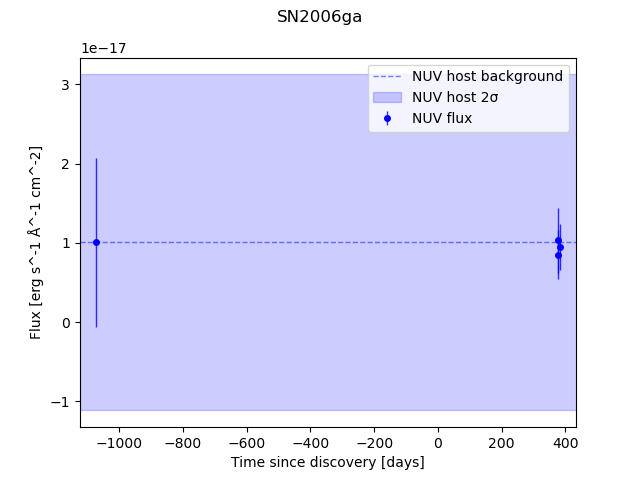 SN2006ga
1e−17
NUV host background
NUV host 2σ
NUV flux
3
2
1
0
−1
Flux [erg s^-1 Å^-1 cm^-2]
−1000 −800 −600 −400 −200 0 200 400
Time since discovery [days]